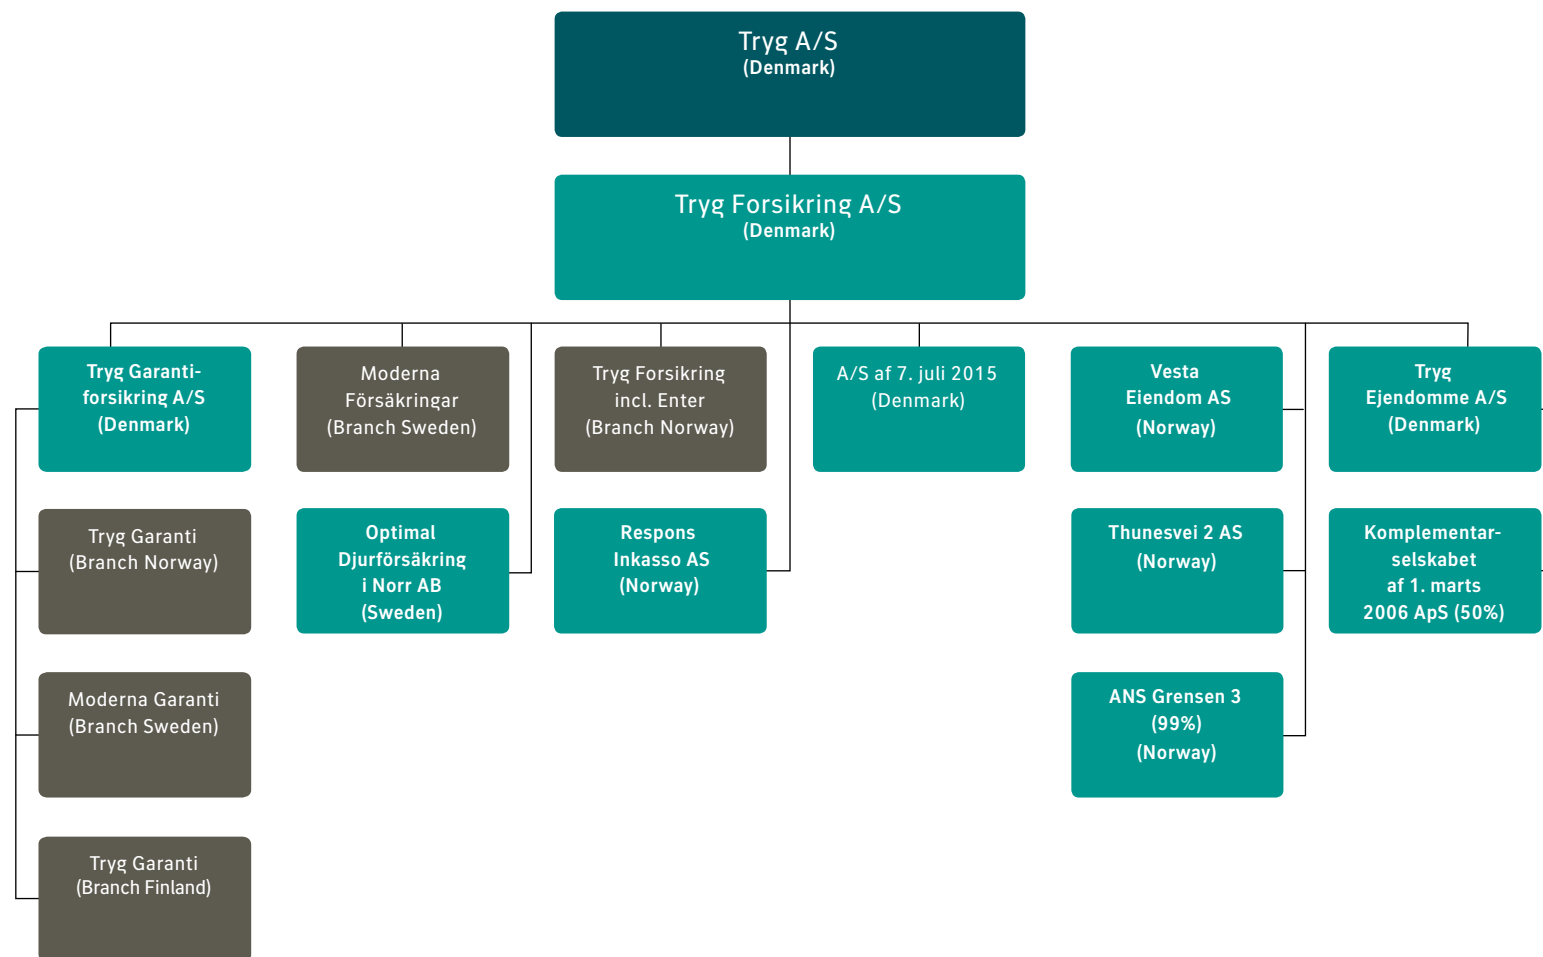 Tryg A/S
(Denmark)
Tryg Forsikring A/S
(Denmark)
Tryg Garanti-
forsikring A/S
(Denmark)
Moderna
Försäkringar
(Branch Sweden)
Tryg Forsikring
incl. Enter
(Branch Norway)
A/S af 7. juli 2015
(Denmark)
Vesta
Eiendom AS
(Norway)
Tryg
Ejendomme A/S
(Denmark)
Tryg Garanti
(Branch Norway)
Optimal
Djurförsäkring
i Norr AB
(Sweden)
Respons
Inkasso AS
(Norway)
Thunesvei 2 AS
(Norway)
Komplementar-
selskabet
af 1. marts
2006 ApS (50%)
Moderna Garanti
(Branch Sweden)
ANS Grensen 3
(99%)
(Norway)
Tryg Garanti
(Branch Finland)